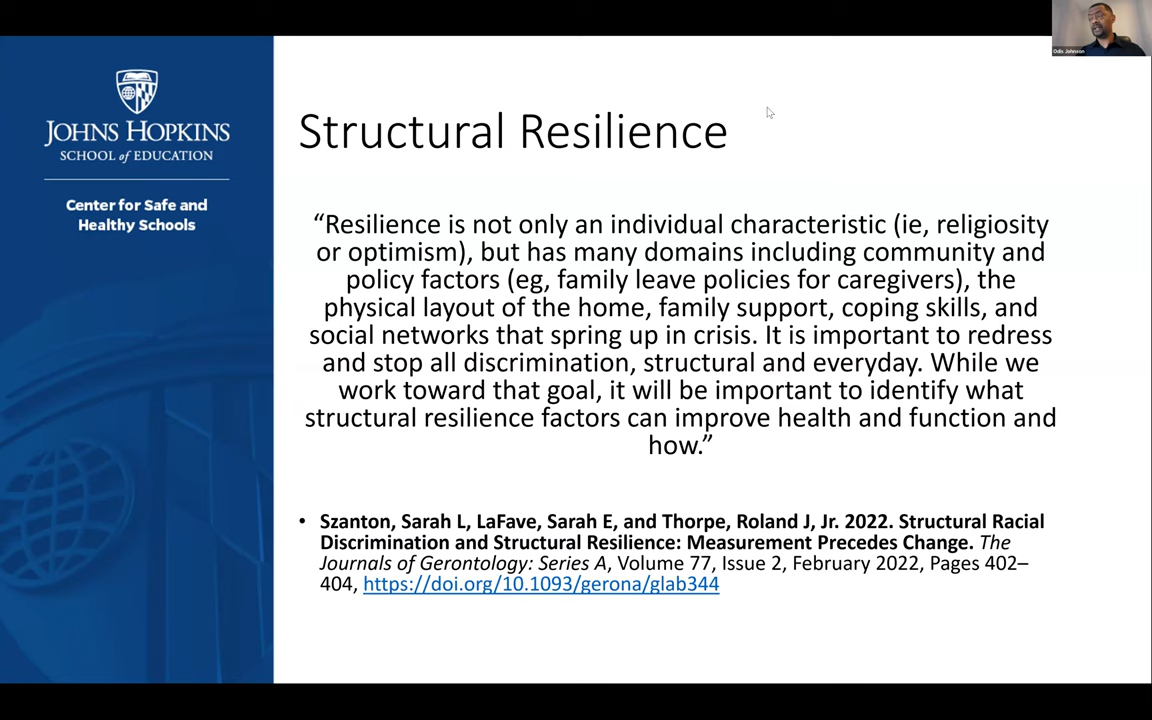 Odis Johnson
JOHNS HOPKINS
SCHOOL of EDUCATION
Center for Safe and
Healthy Schools
Structural Resilience
“Resilience is not only an individual characteristic (ie, religiosity
or optimism), but has many domains including community and
policy factors (eg, family leave policies for caregivers), the
physical layout of the home, family support, coping skills, and
social networks that spring up in crisis. It is important to redress
and stop all discrimination, structural and everyday. While we
work toward that goal, it will be important to identify what
structural resilience factors can improve health and function and
how.”
• Szanton, Sarah L, LaFave, Sarah E, and Thorpe, Roland J, Jr. 2022. Structural Racial
Discrimination and Structural Resilience: Measurement Precedes Change. The
Journals of Gerontology: Series A, Volume 77, Issue 2, February 2022, Pages 402–
404, https://doi.org/10.1093/gerona/glab344